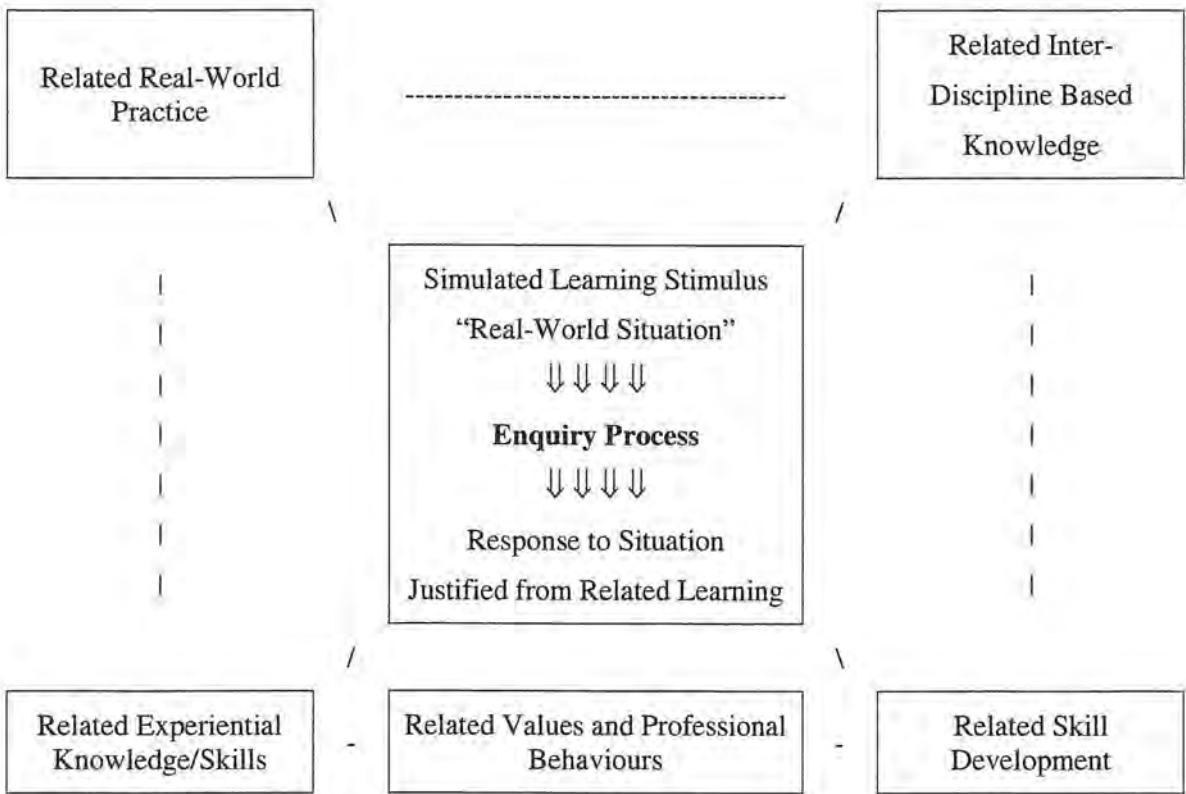 Related Real-World
Practice
Related Inter-
Discipline Based
Knowledge
Simulated Learning Stimulus
“Real-World Situation”
⇓ ⇓ ⇓ ⇓
Enquiry Process
⇓ ⇓ ⇓ ⇓
Response to Situation
Justified from Related Learning
Related Experiential
Knowledge/Skills
Related Values and Professional
Behaviours
Related Skill
Development